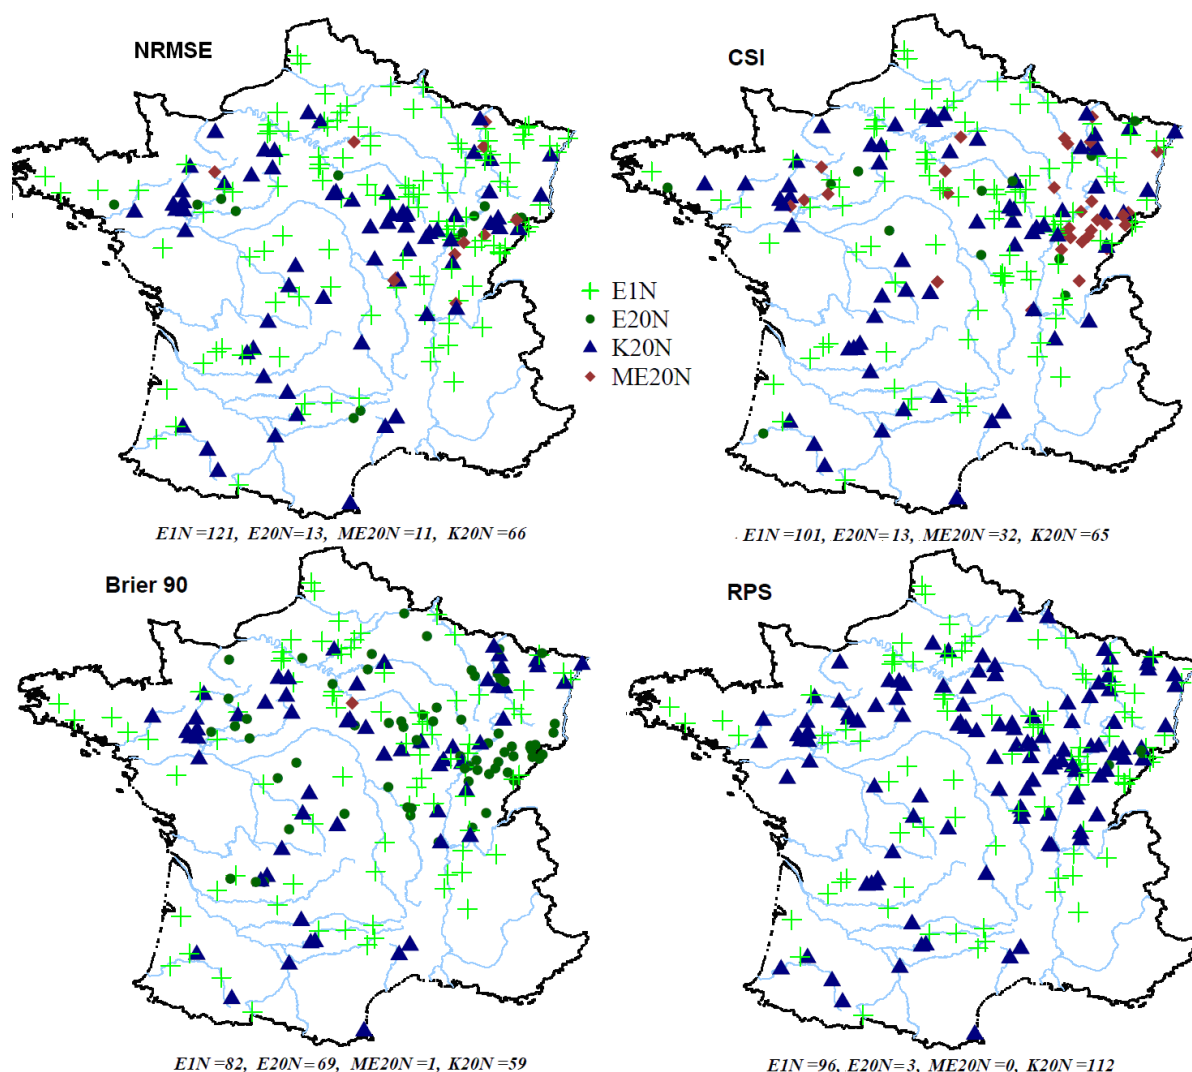 NRMSE
CSI
E1N
E20N
K20N
ME20N
E1N =121, E20N=13, ME20N=11, K20N=66
E1N =101, E20N=13, ME20N=32, K20N=65
Brier 90
RPS
E1N=82, E20N=69, ME20N=1, K20N=59
E1N=96, E20N=3, ME20N=0, K20N=112